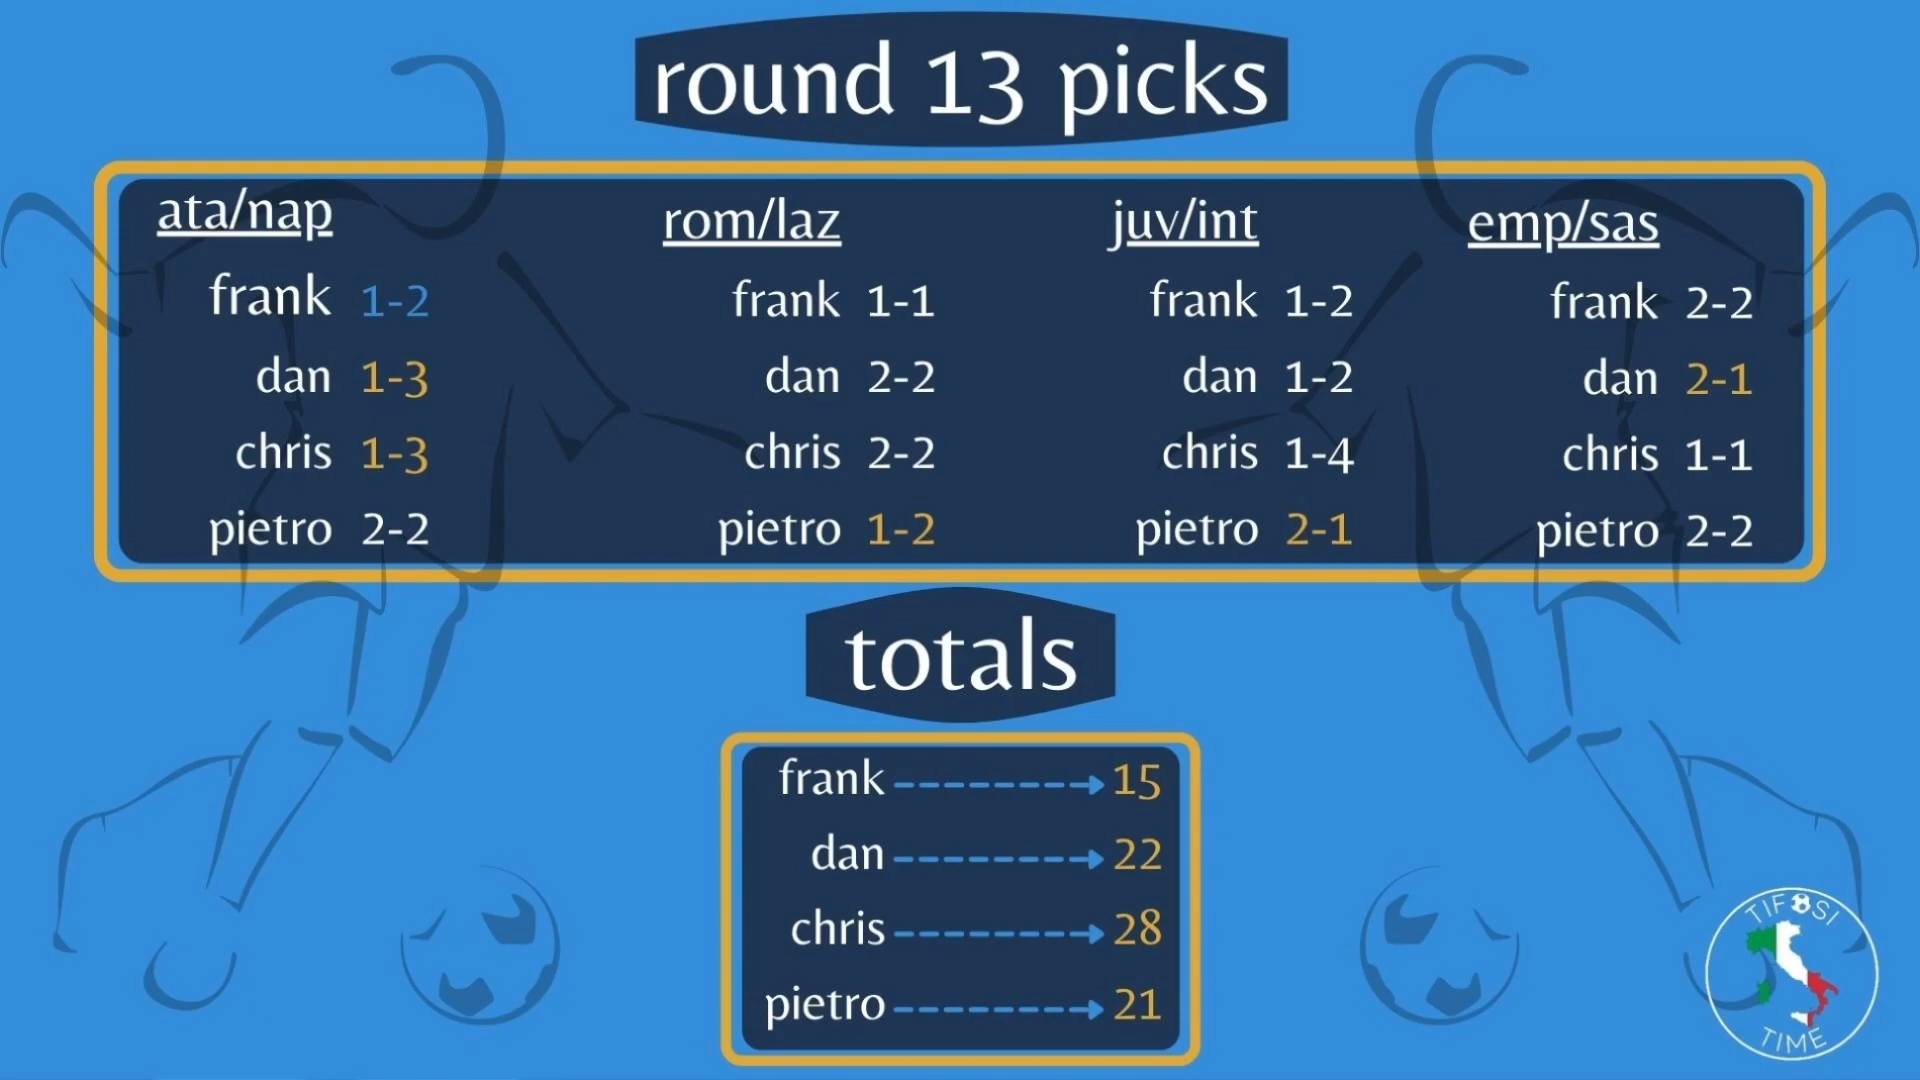 round 13 picks
ata/nap
frank 1-2
dan 1-3
chris 1-3
pietro 2-2
rom/laz
frank 1-1
dan 2-2
chris 2-2
pietro 1-2
juv/int
frank 1-2
dan 1-2
chris 1-4
pietro 2-1
emp/sas
frank 2-2
dan 2-1
chris 1-1
pietro 2-2
totals
frank 15
dan 22
chris 28
pietro 21
TIFOSI
TIME